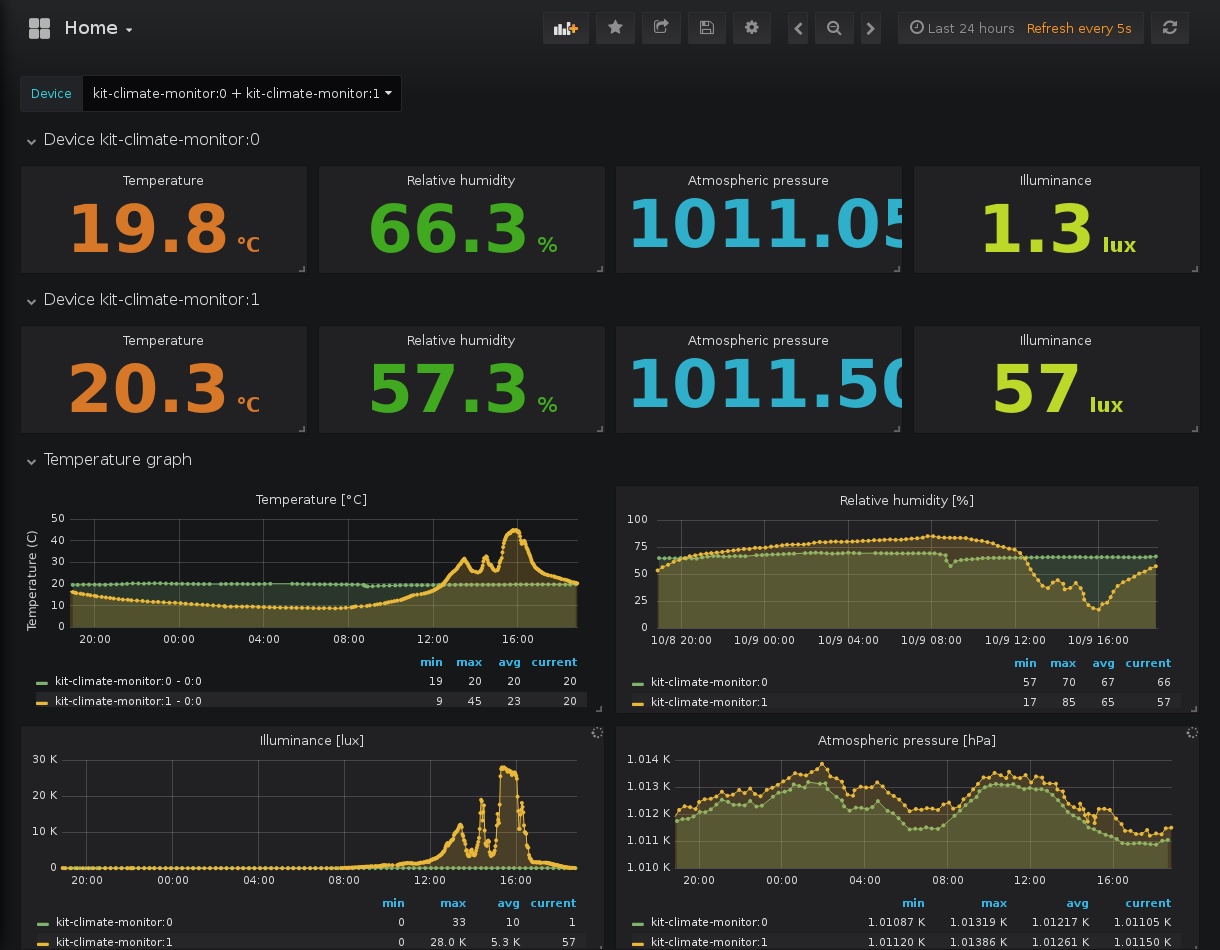 Home
Last 24 hours Refresh every 5s
Device kit-climate-monitor:0 + kit-climate-monitor:1
Device kit-climate-monitor:0
Temperature Relative humidity Atmospheric pressure Illuminance
19.8 °C 66.3 % 1011.05 1.3 lux
Device kit-climate-monitor:1
Temperature Relative humidity Atmospheric pressure Illuminance
20.3 °C 57.3 % 1011.50 57 lux
Temperature graph
Temperature [°C]
Temperature (C)
50
40
30
20
10
0
20:00 00:00 04:00 08:00 12:00 16:00
min max avg current
kit-climate-monitor:0 - 0:0 19 20 20 20
kit-climate-monitor:1 - 0:0 9 45 23 20
Relative humidity [%]
100
75
50
25
0
10/8 20:00 10/9 00:00 10/9 04:00 10/9 08:00 10/9 12:00 10/9 16:00
min max avg current
kit-climate-monitor:0 57 70 67 66
kit-climate-monitor:1 17 85 65 57
Illuminance [lux]
30 K
20 K
10 K
0
20:00 00:00 04:00 08:00 12:00 16:00
min max avg current
kit-climate-monitor:0 0 33 10 1
kit-climate-monitor:1 0 28.0 K 5.3 K 57
Atmospheric pressure [hPa]
1.014 K
1.013 K
1.012 K
1.011 K
1.010 K
20:00 00:00 04:00 08:00 12:00 16:00
min max avg current
kit-climate-monitor:0 1.01087 K 1.01319 K 1.01217 K 1.01105 K
kit-climate-monitor:1 1.01120 K 1.01386 K 1.01261 K 1.01150 K